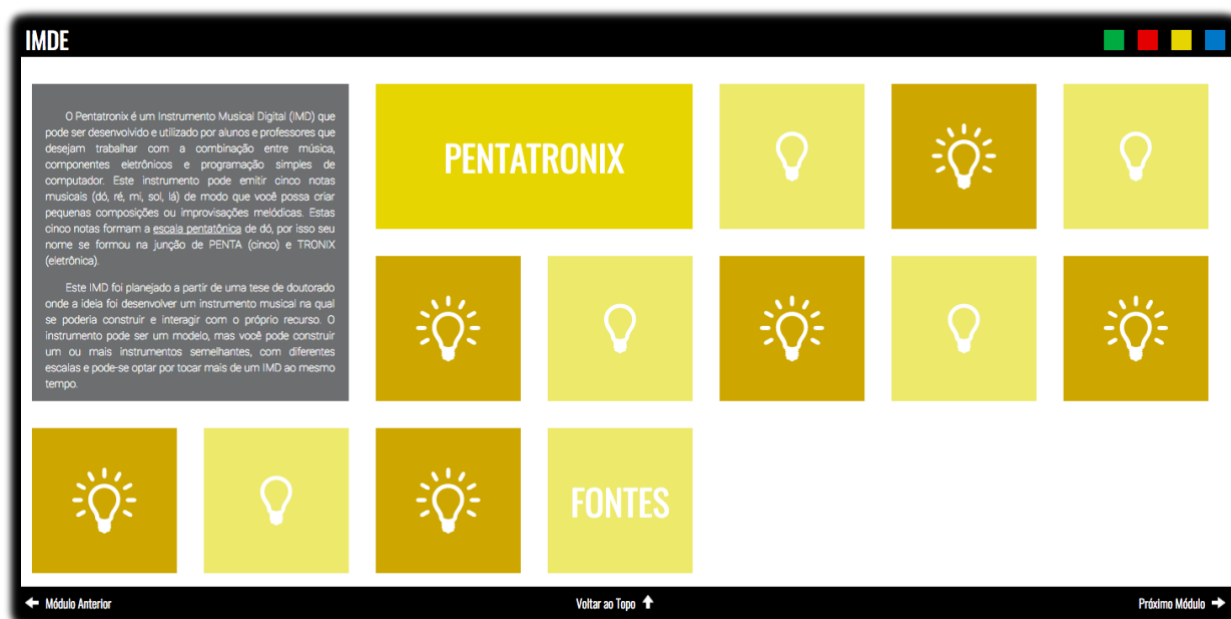 IMDE
O Pentatronix é um Instrumento Musical Digital (IMD) que
pode ser desenvolvido e utilizado por alunos e professores que
desejam trabalhar com a combinação entre música,
componentes eletrônicos e programação simples de
computador. Este instrumento pode emitir cinco notas
musicais (dó, ré, mi, sol, lá) de modo que você possa criar
pequenas composições ou improvisações melódicas. Estas
cinco notas formam a escala pentatônica de dó, por isso seu
nome se formou na junção de PENTA (cinco) e TRONIX
(eletrônica).
Este IMD foi planejado a partir de uma tese de doutorado
onde a ideia foi desenvolver um instrumento musical na qual
se poderia construir e interagir com o próprio recurso. O
instrumento pode ser um modelo, mas você pode construir
um ou mais instrumentos semelhantes, com diferentes
escalas e pode-se optar por tocar mais de um IMD ao mesmo
tempo.
PENTATRONIX
FONTES
Módulo Anterior
Voltar ao Topo
Próximo Módulo